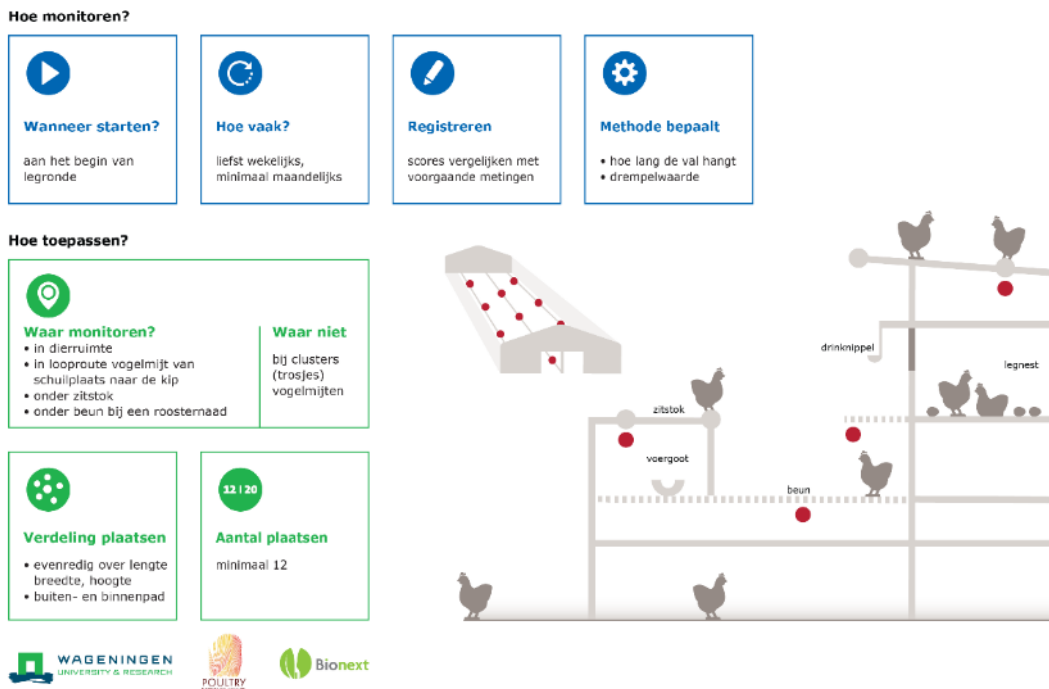 Hoe monitoren?
Wanneer starten?
aan het begin van
legronde
Hoe vaak?
liefst wekelijks,
minimaal maandelijks
Registreren
scores vergelijken met
voorgaande metingen
Methode bepaalt
• hoe lang de val hangt
• drempelwaarde
Hoe toepassen?
Waar monitoren?
• in dierruimte
• in looproute vogelmijt van
schuilplaats naar de kip
• onder zitstok
• onder beun bij een roosternaad
Waar niet
bij clusters
(trosjes)
vogelmijten
Verdeling plaatsen
• evenredig over lengte
breedte, hoogte
• buiten- en binnenpad
12 | 20
Aantal plaatsen
minimaal 12
drinknippel
legnest
zitstok
voergoot
beun
WAGENINGEN
UNIVERSITY & RESEARCH
POULTRY
Bionext